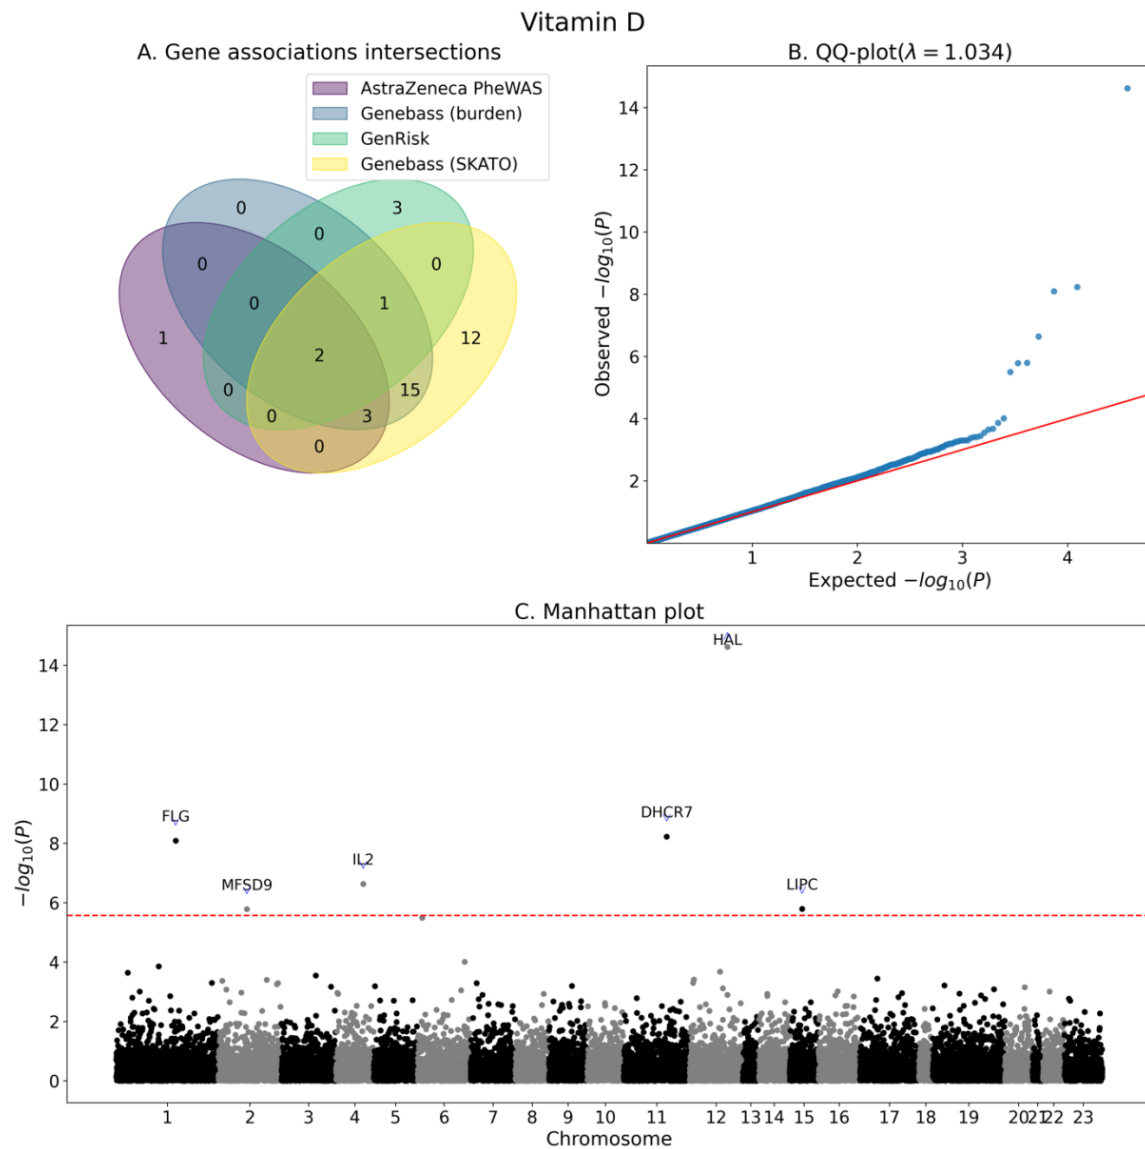 Vitamin D
A. Gene associations intersections
AstraZeneca PheWAS
Genebass (burden)
GenRisk
Genebass (SKATO)
0
3
0
0
0
0
1
1
12
2
0
15
0
3
0
B. QQ-plot(λ = 1.034)
Observed −log₁₀(P)
14
12
10
8
6
4
2
1 2 3 4
Expected −log₁₀(P)
C. Manhattan plot
−log₁₀(P)
14
12
10
8
6
4
2
0
HAL
FLG
DHCR7
IL2
MFSD9
LIPC
1 2 3 4 5 6 7 8 9 10 11 12 13 14 15 16 17 18 19 20 21 22 23
Chromosome